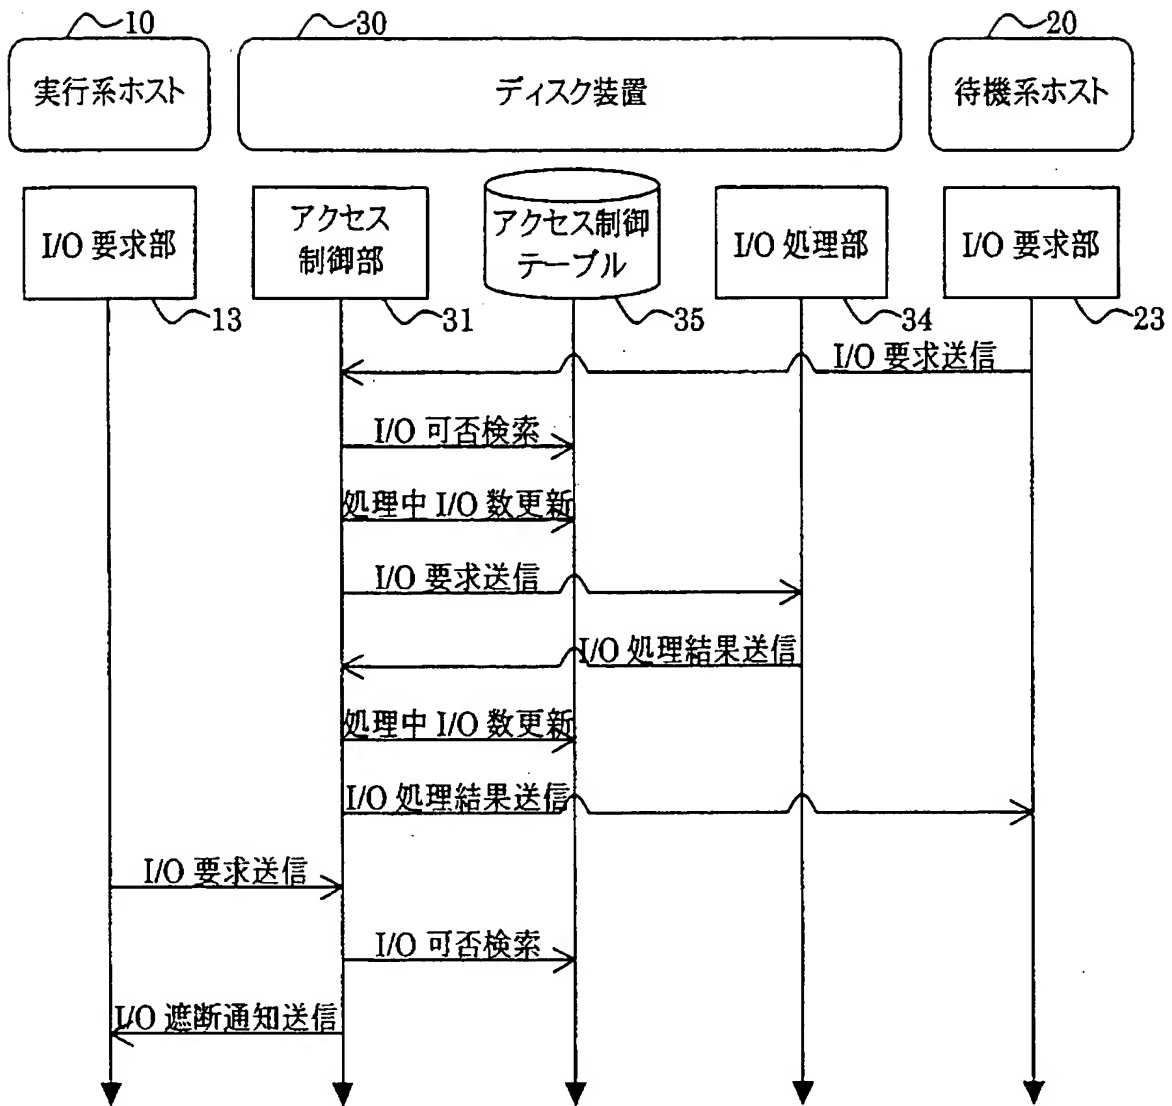 10
30
20
実行系ホスト
ディスク装置
待機系ホスト
I/O 要求部
アクセス
制御部
アクセス制御
テーブル
I/O 処理部
I/O 要求部
13
31
35
34
23
I/O 要求送信
I/O 可否検索
処理中 I/O 数更新
I/O 要求送信
I/O 処理結果送信
処理中 I/O 数更新
I/O 処理結果送信
I/O 要求送信
I/O 可否検索
I/O 遮断通知送信